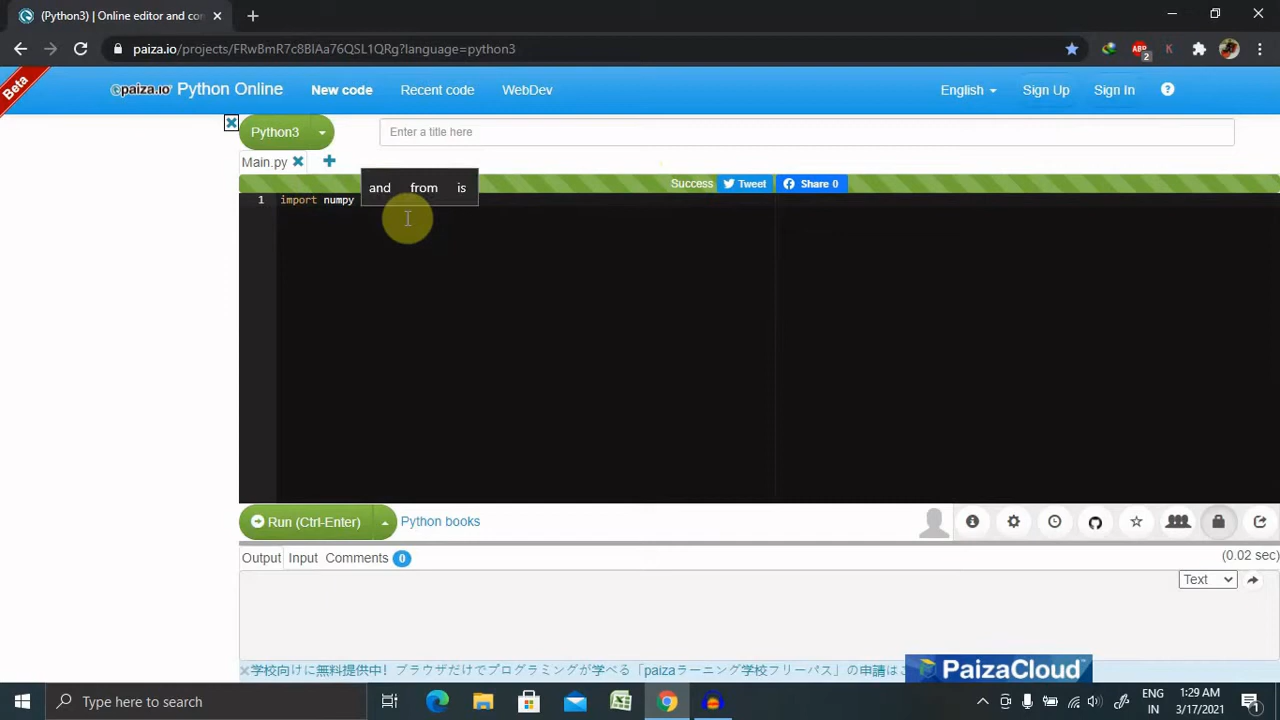 (Python3) | Online editor and co
paiza.io/projects/FRwBmR7c8BIAa76QSL1QRg?language=python3
2
Beta
paiza.io Python Online New code Recent code WebDev English Sign Up Sign In ?
Python3 Enter a title here
Main.py
and from is
Success Tweet Share 0
1 import numpy
Run (Ctrl-Enter) Python books
Output Input Comments 0 (0.02 sec)
Text
学校向けに無料提供中！ブラウザだけでプログラミングが学べる「paizaラーニング学校フリーパス」の申請は
PaizaCloud
Type here to search
ENG
IN
1:29 AM
3/17/2021
1